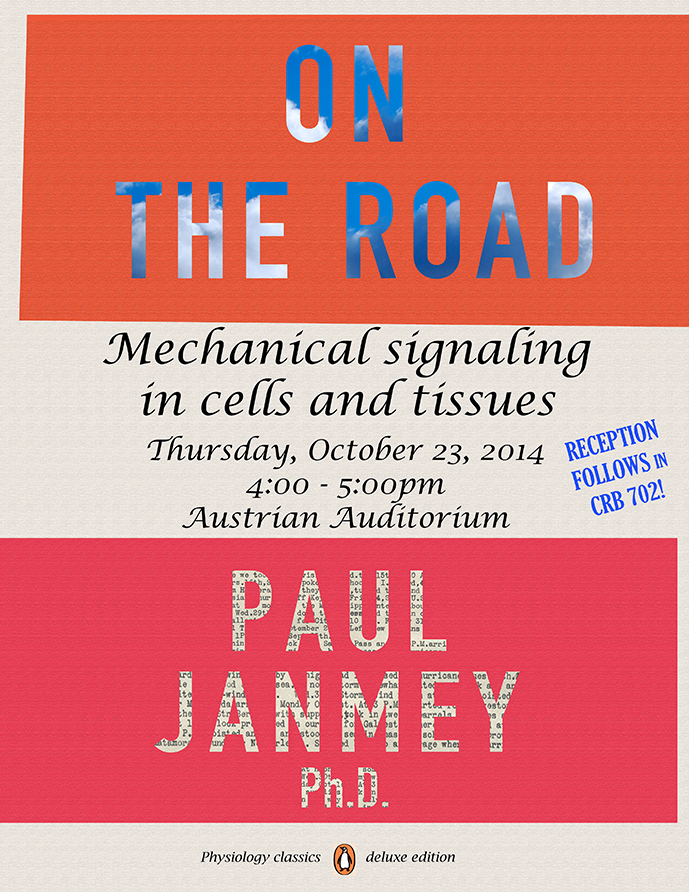 ON
THE ROAD
Mechanical signaling
in cells and tissues
Thursday, October 23, 2014
4:00 - 5:00pm
Austrian Auditorium
RECEPTION
FOLLOWS IN
CRB 702!
PAUL
JANMEY
Ph.D.
Physiology classics deluxe edition